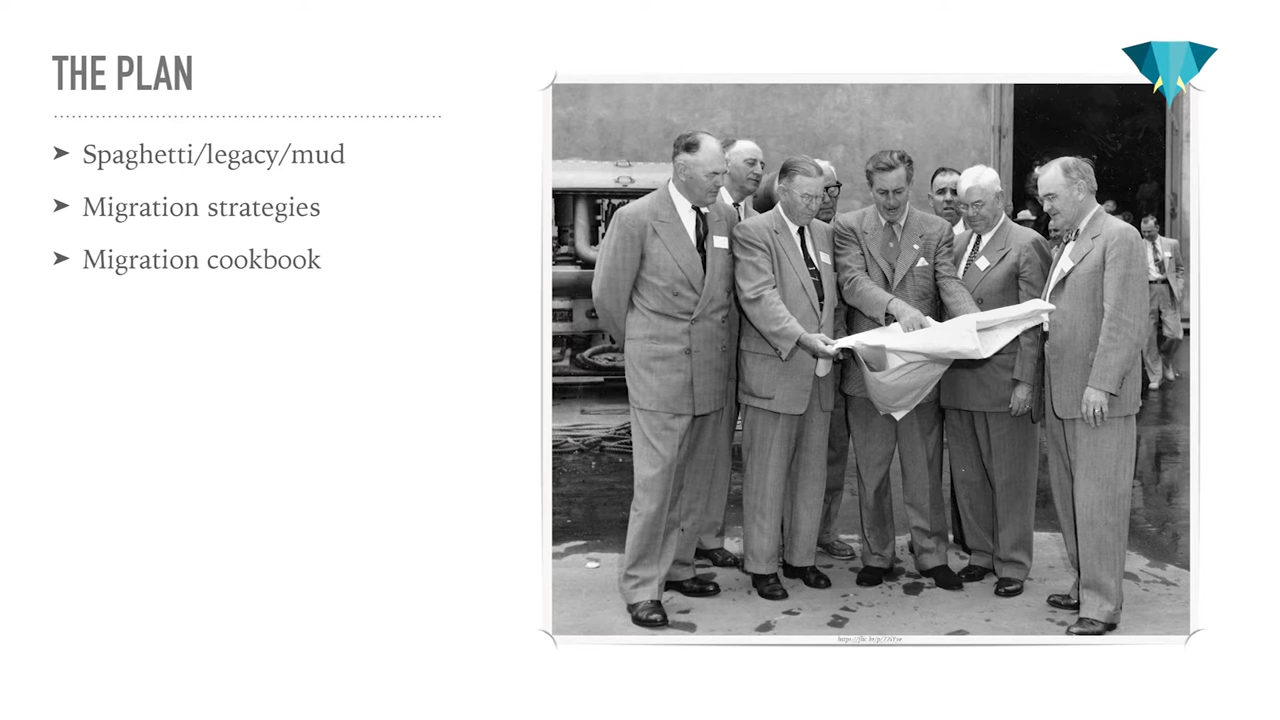 THE PLAN
Spaghetti/legacy/mud
Migration strategies
Migration cookbook